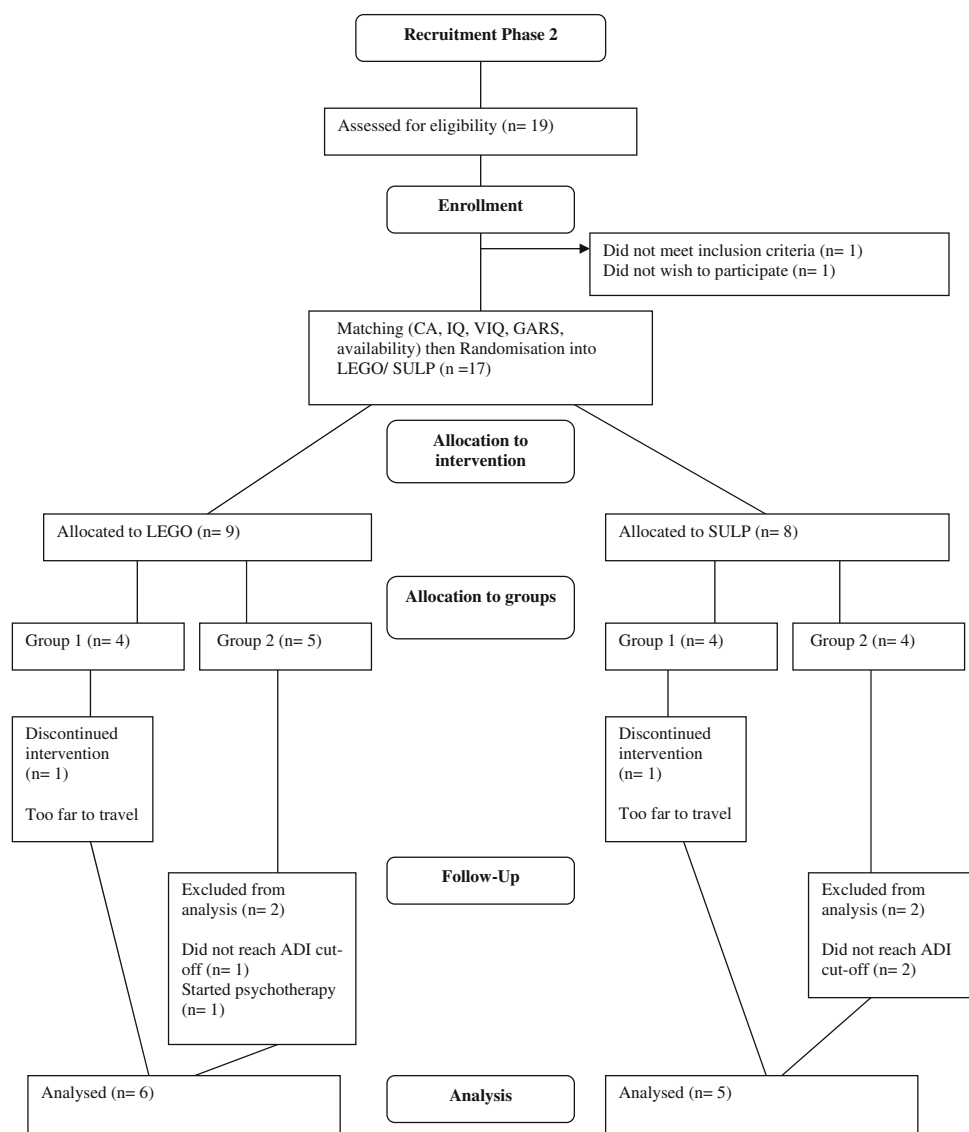 Recruitment Phase 2
Assessed for eligibility (n= 19)
Enrollment
Did not meet inclusion criteria (n= 1)
Did not wish to participate (n= 1)
Matching (CA, IQ, VIQ, GARS,
availability) then Randomisation into
LEGO/ SULP (n =17)
Allocation to
intervention
Allocated to LEGO (n= 9)
Allocated to SULP (n= 8)
Allocation to groups
Group 1 (n= 4)
Group 2 (n= 5)
Group 1 (n= 4)
Group 2 (n= 4)
Discontinued
intervention
(n= 1)
Too far to travel
Discontinued
intervention
(n= 1)
Too far to travel
Follow-Up
Excluded from
analysis (n= 2)
Did not reach ADI cut-
off (n= 1)
Started psychotherapy
(n= 1)
Excluded from
analysis (n= 2)
Did not reach ADI
cut-off (n= 2)
Analysed (n= 6)
Analysis
Analysed (n= 5)